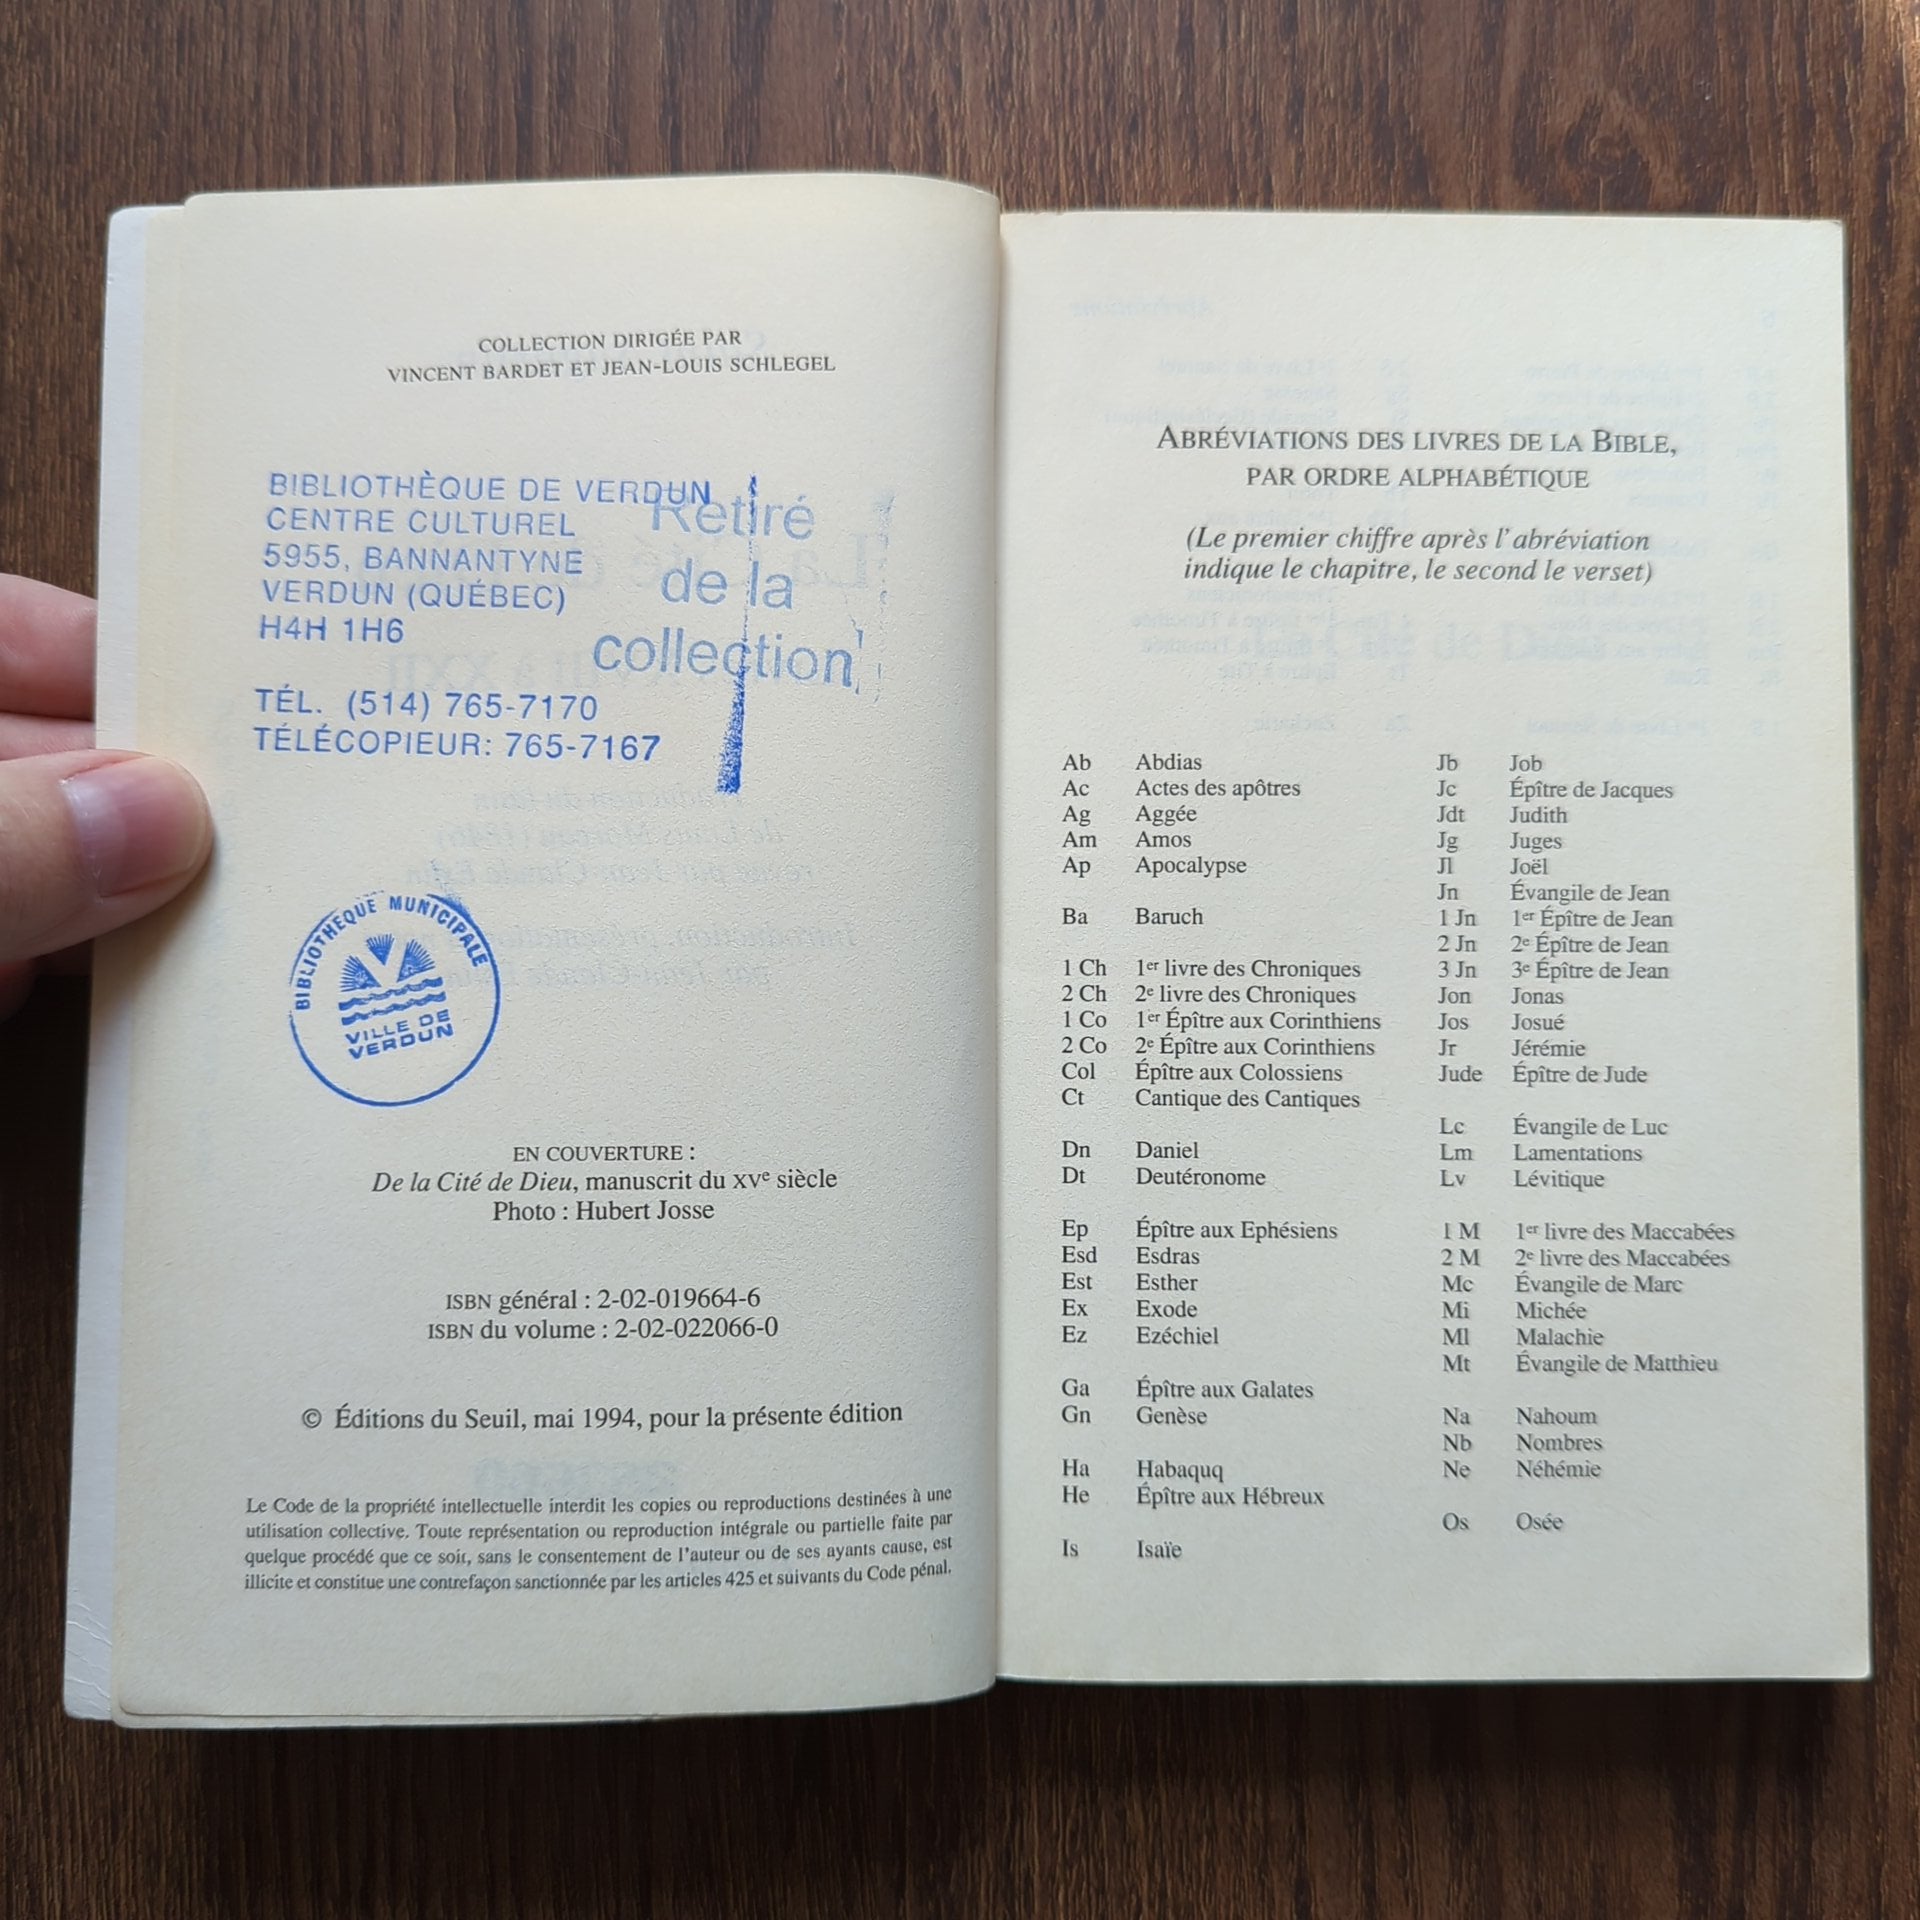 COLLECTION DIRIGÉE PAR
VINCENT BARDET ET JEAN-LOUIS SCHLEGEL
BIBLIOTHÈQUE DE VERDUN
CENTRE CULTUREL
5955, BANNANTYNE
VERDUN (QUÉBEC)
H4H 1H6
TÉL. (514) 765-7170
TÉLÉCOPIEUR: 765-7167
Retiré
de la
collection
BIBLIOTHÈQUE MUNICIPALE
VILLE DE
VERDUN
EN COUVERTURE :
De la Cité de Dieu, manuscrit du XVe siècle
Photo : Hubert Josse
ISBN général : 2-02-019664-6
ISBN du volume : 2-02-022066-0
© Éditions du Seuil, mai 1994, pour la présente édition
Le Code de la propriété intellectuelle interdit les copies ou reproductions destinées à une
utilisation collective. Toute représentation ou reproduction intégrale ou partielle faite par
quelque procédé que ce soit, sans le consentement de l'auteur ou de ses ayants cause, est
illicite et constitue une contrefaçon sanctionnée par les articles 425 et suivants du Code pénal.
ABRÉVIATIONS DES LIVRES DE LA BIBLE,
PAR ORDRE ALPHABÉTIQUE
(Le premier chiffre après l'abréviation
indique le chapitre, le second le verset)
Ab Abdias
Ac Actes des apôtres
Ag Aggée
Am Amos
Ap Apocalypse
Ba Baruch
1 Ch 1er livre des Chroniques
2 Ch 2e livre des Chroniques
1 Co 1er Épître aux Corinthiens
2 Co 2e Épître aux Corinthiens
Col Épître aux Colossiens
Ct Cantique des Cantiques
Dn Daniel
Dt Deutéronome
Ep Épître aux Ephésiens
Esd Esdras
Est Esther
Ex Exode
Ez Ezéchiel
Ga Épître aux Galates
Gn Genèse
Ha Habaquq
He Épître aux Hébreux
Is Isaïe
Jb Job
Jc Épître de Jacques
Jdt Judith
Jg Juges
Jl Joël
Jn Évangile de Jean
1 Jn 1er Épître de Jean
2 Jn 2e Épître de Jean
3 Jn 3e Épître de Jean
Jon Jonas
Jos Josué
Jr Jérémie
Jude Épître de Jude
Lc Évangile de Luc
Lm Lamentations
Lv Lévitique
1 M 1er livre des Maccabées
2 M 2e livre des Maccabées
Mc Évangile de Marc
Mi Michée
Ml Malachie
Mt Évangile de Matthieu
Na Nahoum
Nb Nombres
Ne Néhémie
Os Osée